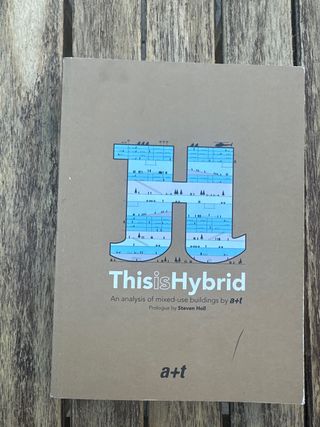 H
ThisisHybrid
An analysis of mixed-use buildings by a+t
Prologue by Steven Holl
a+t